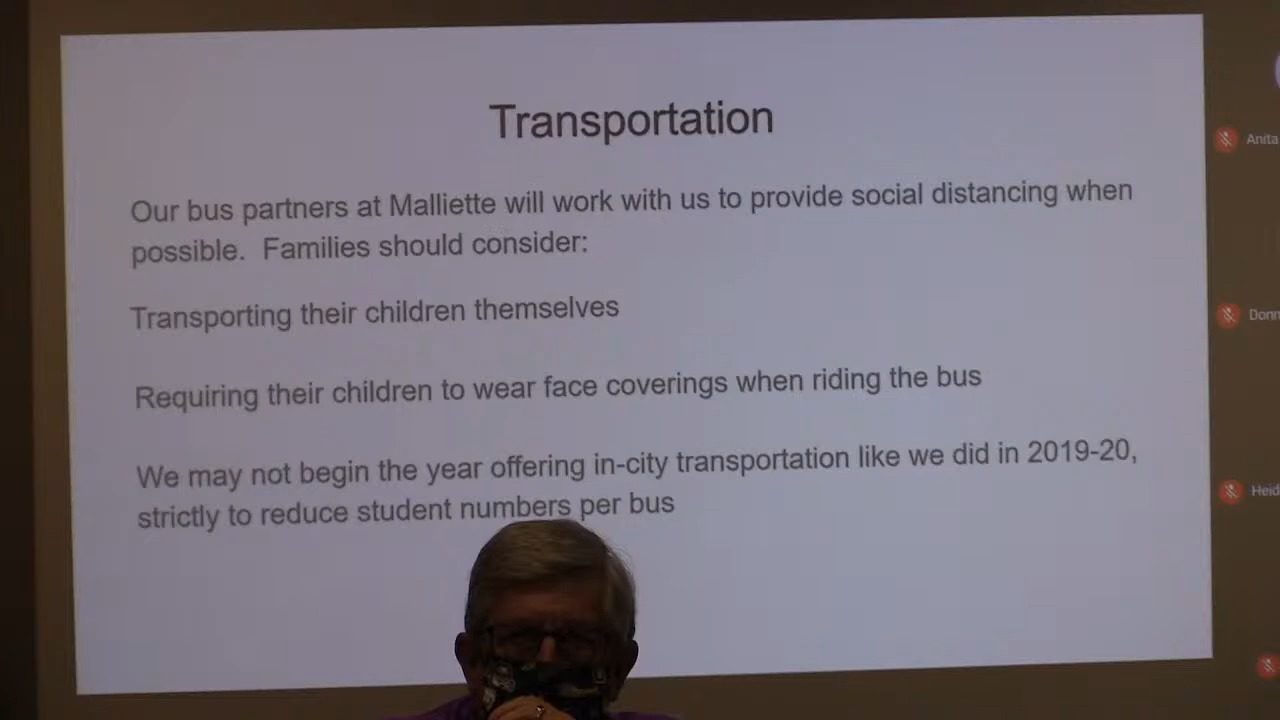 Transportation
Our bus partners at Malliette will work with us to provide social distancing when
possible. Families should consider:
Transporting their children themselves
Requiring their children to wear face coverings when riding the bus
We may not begin the year offering in-city transportation like we did in 2019-20,
strictly to reduce student numbers per bus
Anita
Donn
Heid